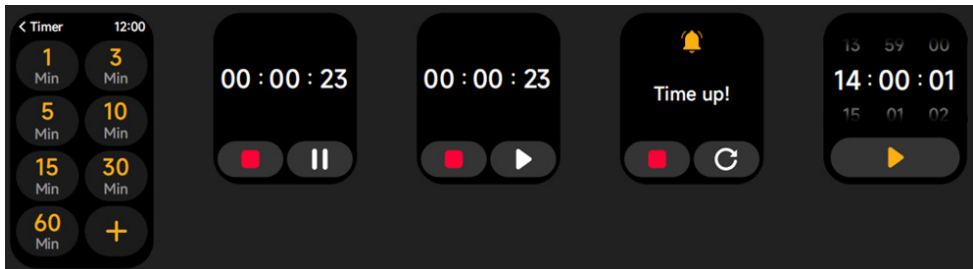 < Timer 12:00
1 Min 3 Min
5 Min 10 Min
15 Min 30 Min
60 Min +
00 : 00 : 23
00 : 00 : 23
Time up!
13 59 00
14 : 00 : 01
15 01 02